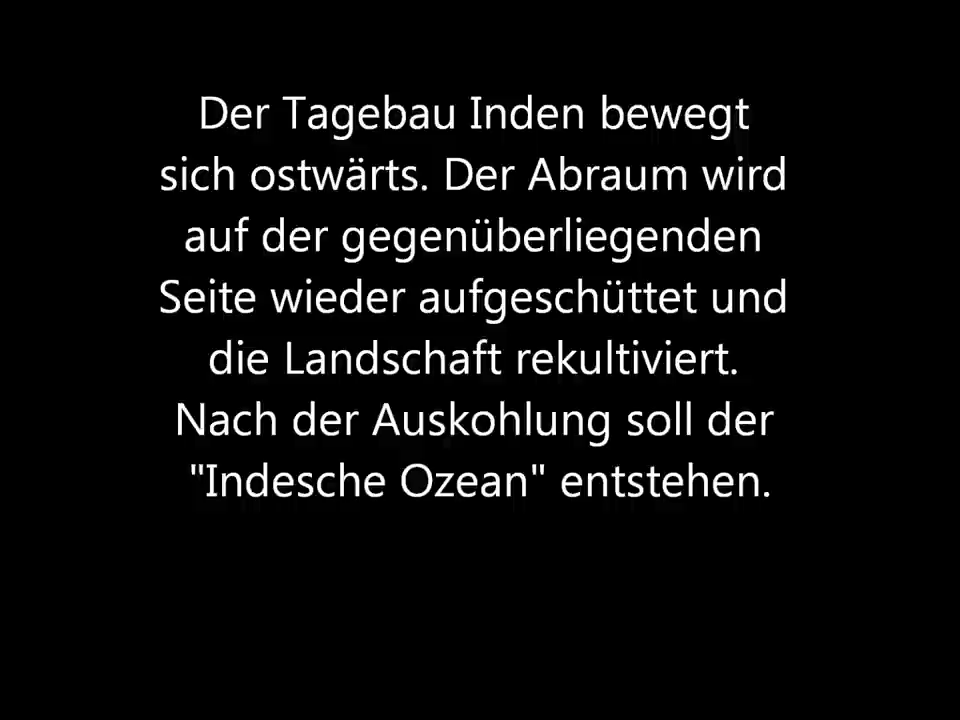 Der Tagebau Inden bewegt
sich ostwärts. Der Abraum wird
auf der gegenüberliegenden
Seite wieder aufgeschüttet und
die Landschaft rekultiviert.
Nach der Auskohlung soll der
"Indesche Ozean" entstehen.